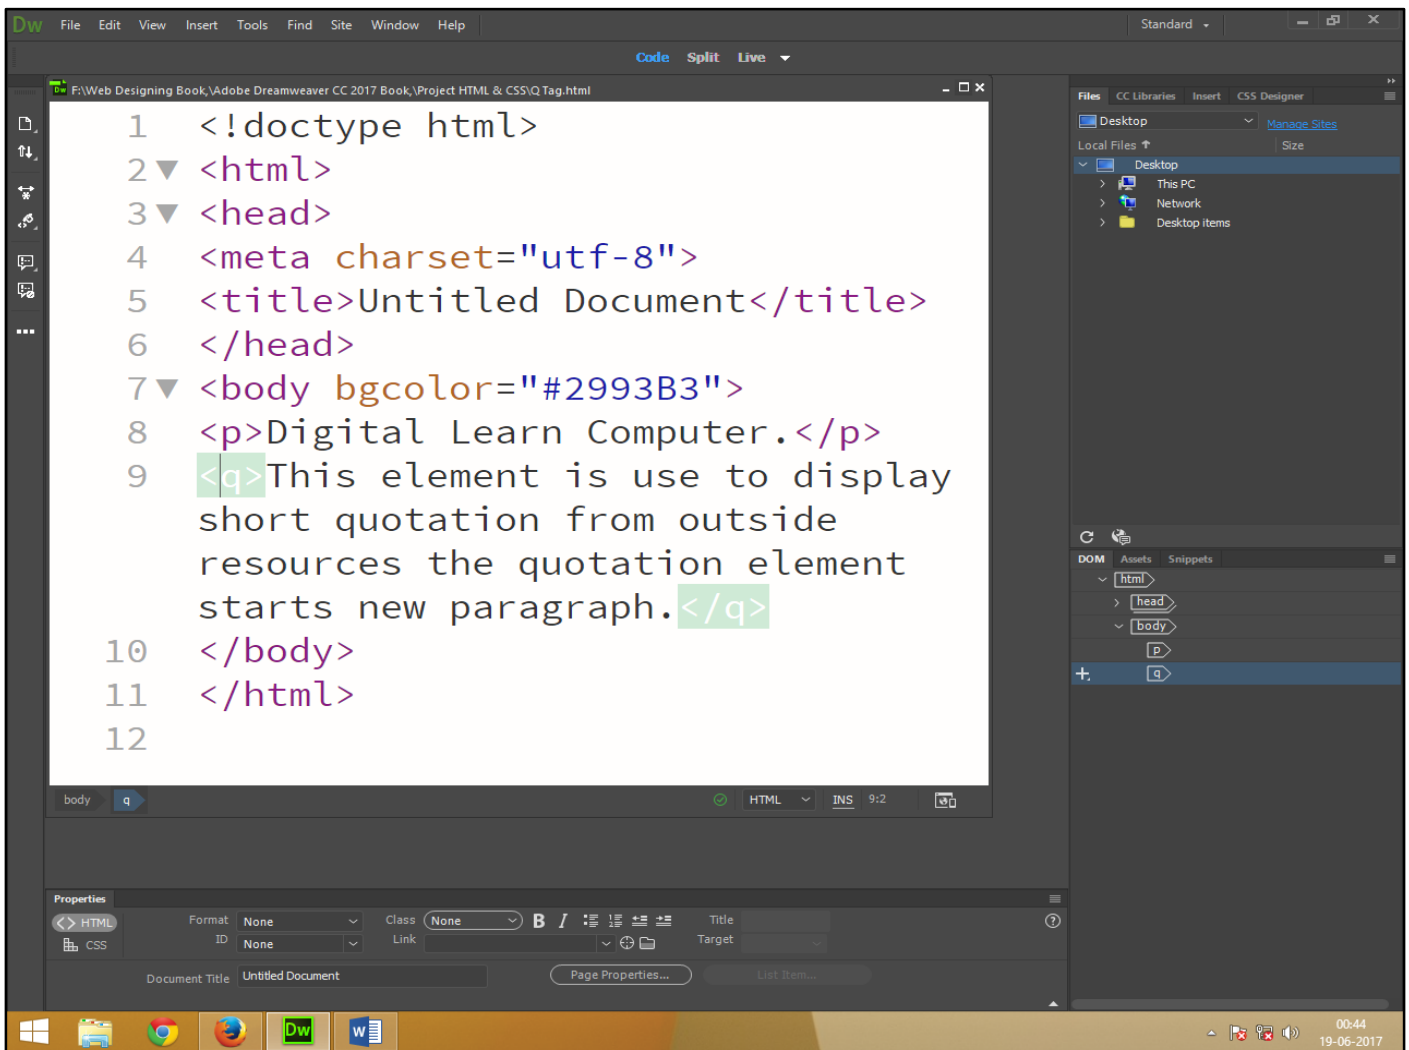 Dw File Edit View Insert Tools Find Site Window Help Standard
Code Split Live
Dw F:\Web Designing Book,\Adobe Dreamweaver CC 2017 Book,\Project HTML & CSS\Q Tag.html
1 <!doctype html>
2 <html>
3 <head>
4 <meta charset="utf-8">
5 <title>Untitled Document</title>
6 </head>
7 <body bgcolor="#2993B3">
8 <p>Digital Learn Computer.</p>
9 <q>This element is use to display
short quotation from outside
resources the quotation element
starts new paragraph.</q>
10 </body>
11 </html>
12
body q HTML INS 9:2
Files CC Libraries Insert CSS Designer
Desktop Manage Sites
Local Files Size
Desktop
This PC
Network
Desktop items
DOM Assets Snippets
html
head
body
p
q
Properties
<> HTML Format None Class None B I Title
CSS ID None Link Target
Document Title Untitled Document Page Properties... List Item...
Dw W
00:44
19-06-2017